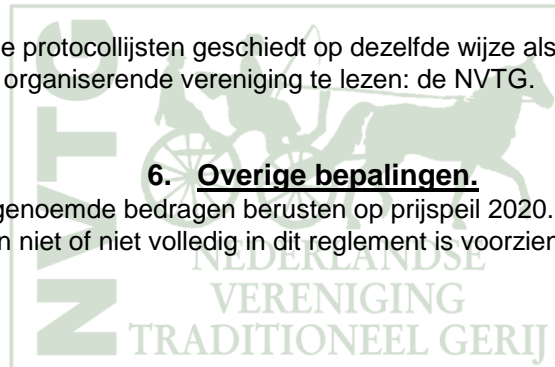 e protocollijsten geschiedt op dezelfde wijze als
organiserende vereniging te lezen: de NVTG.
6. Overige bepalingen.
genoemde bedragen berusten op prijspeil 2020.
n niet of niet volledig in dit reglement is voorzien
NVTG
NEDERLANDSE
VERENIGING
TRADITIONEEL GERIJ